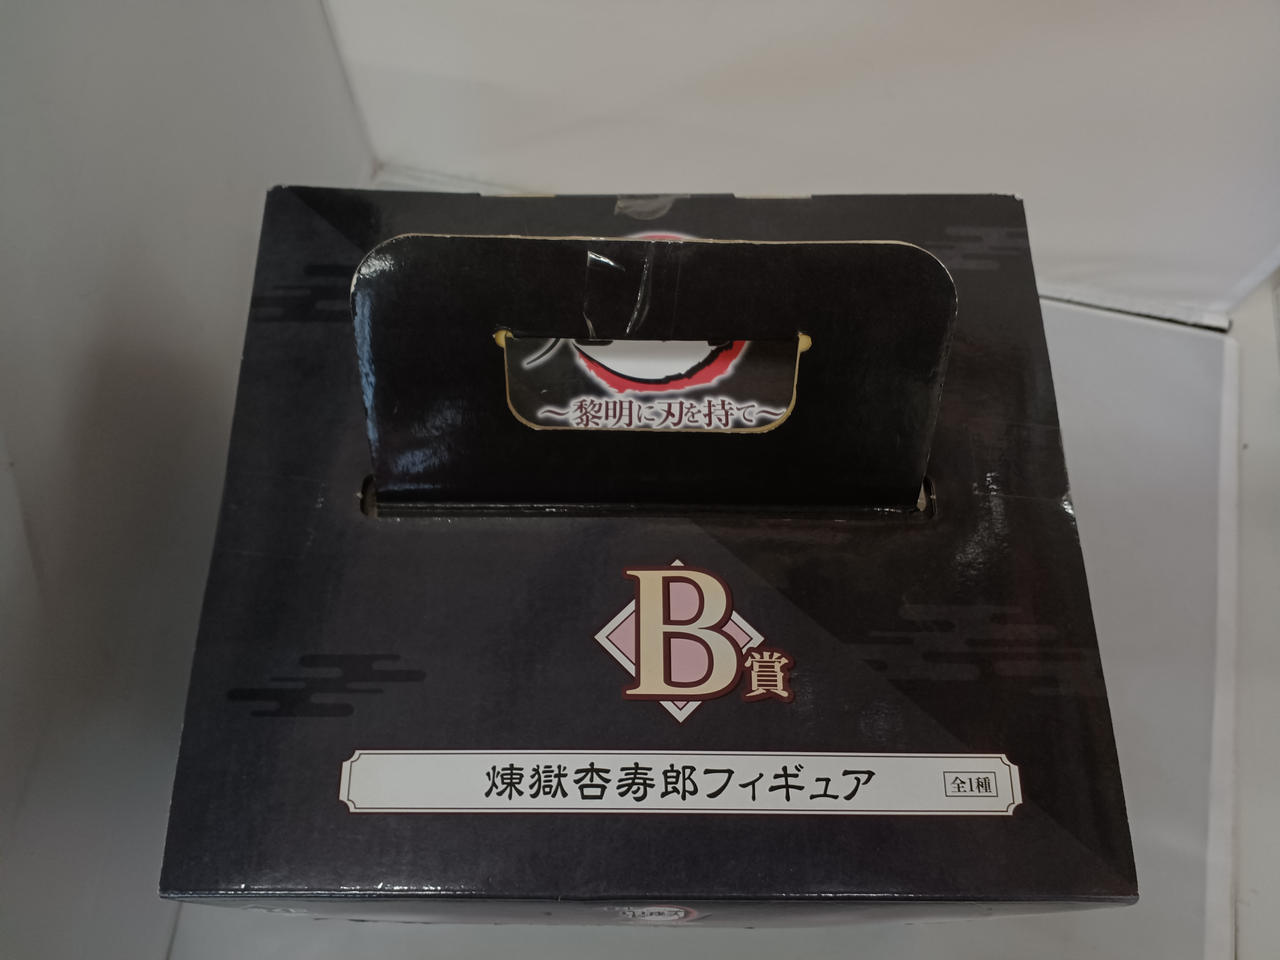 ～黎明に刃を持て～
B賞
煉獄杏寿郎フィギュア
全1種